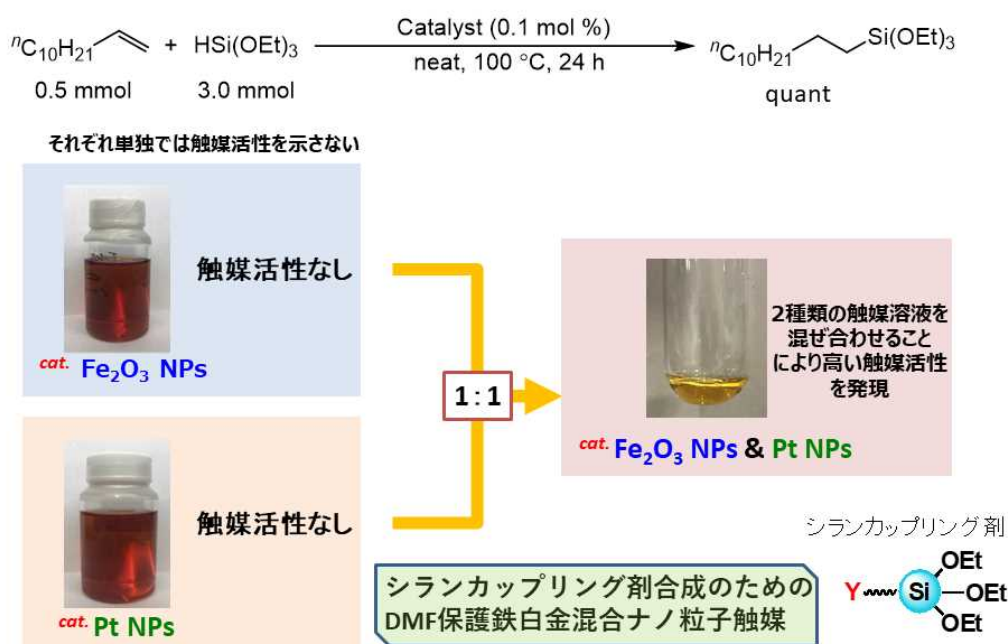 ⁿC₁₀H₂₁ + HSi(OEt)₃ Catalyst (0.1 mol %) ⁿC₁₀H₂₁ Si(OEt)₃
neat, 100 °C, 24 h
0.5 mmol 3.0 mmol quant
それぞれ単独では触媒活性を示さない
触媒活性なし
cat. Fe₂O₃ NPs
1 : 1
2種類の触媒溶液を
混ぜ合わせること
により高い触媒活性
を発現
cat. Fe₂O₃ NPs & Pt NPs
触媒活性なし
cat. Pt NPs
シランカップリング剤合成のための
DMF保護鉄白金混合ナノ粒子触媒
シランカップリング剤
OEt
Y Si OEt
OEt